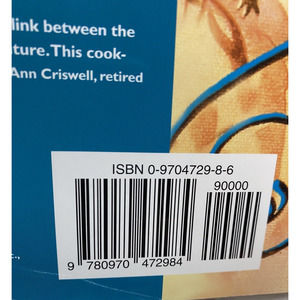 link between the
ture. This cook-
Ann Criswell, retired
ISBN 0-9704729-8-6
90000
9 780970 472984